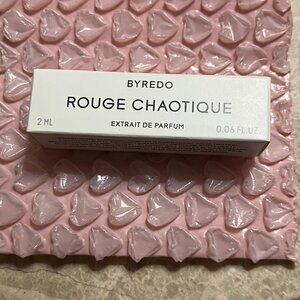 BYREDO
ROUGE CHAOTIQUE
2 ML EXTRAIT DE PARFUM 0.06 FL.OZ